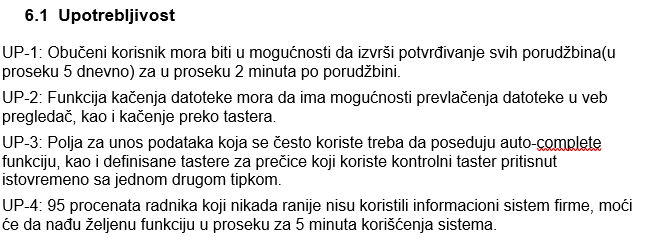 6.1 Upotrebljivost
UP-1: Obučeni korisnik mora biti u mogućnosti da izvrši potvrđivanje svih porudžbina(u
proseku 5 dnevno) za u proseku 2 minuta po porudžbini.
UP-2: Funkcija kačenja datoteke mora da ima mogućnosti prevlačenja datoteke u veb
pregledač, kao i kačenje preko tastera.
UP-3: Polja za unos podataka koja se često koriste treba da poseduju auto-complete
funkciju, kao i definisane tastere za prečice koji koriste kontrolni taster pritisnut
istovremeno sa jednom drugom tipkom.
UP-4: 95 procenata radnika koji nikada ranije nisu koristili informacioni sistem firme, moći
će da nađu željenu funkciju u proseku za 5 minuta korišćenja sistema.